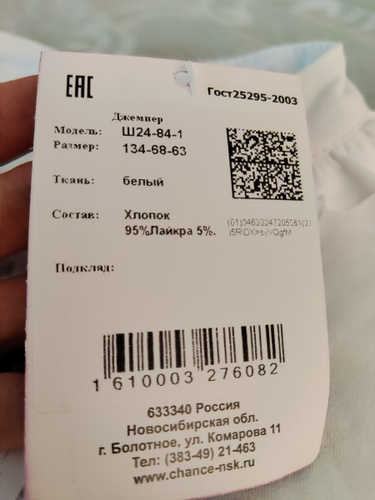 EAC
Гост25295-2003
Джемпер
Модель: Ш24-84-1
Размер: 134-68-63
Ткань: белый
Состав: Хлопок
95%Лайкра 5%.
Подклад:
1 610003 276082
633340 Россия
Новосибирская обл.
г. Болотное, ул. Комарова 11
Тел: (383-49) 21-463
www.chance-nsk.ru